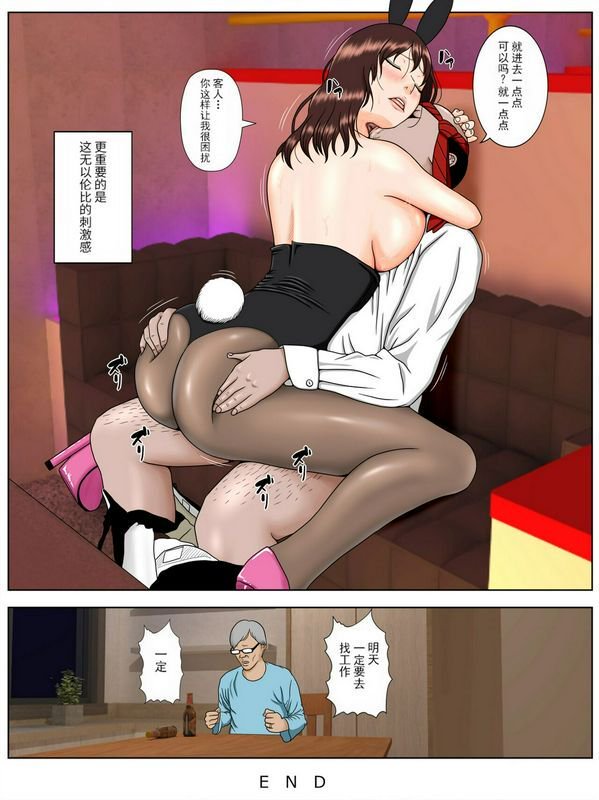 就进去一点点
可以吗？就一点点
客人…
你这样让我很困扰
更重要的是
这无以伦比的刺激感
ズリ
ズリ
ズリ
ズリ
明天
一定要去
找工作
一定
END